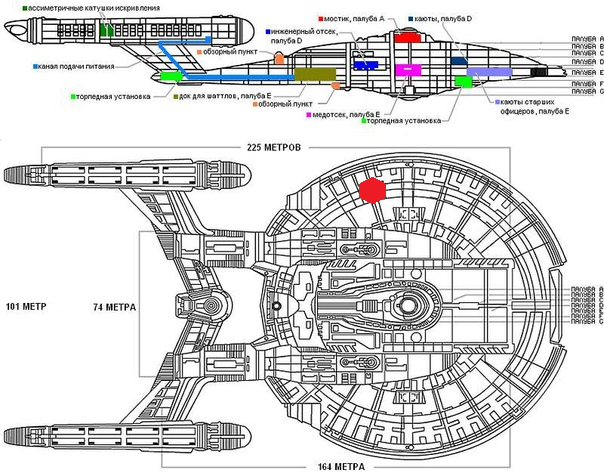 ассиметричные катушки искривления
мостик, палуба А
каюты, палуба D
инженерный отсек,
палуба D
обзорный пункт
канал подачи питания
торпедная установка
док для шаттлов, палуба Е
обзорный пункт
медотсек, палуба Е
торпедная установка
каюты старших
офицеров, палуба Е
ПАЛУБА A
ПАЛУБА B
ПАЛУБА C
ПАЛУБА D
ПАЛУБА E
ПАЛУБА F
ПАЛУБА G
225 МЕТРОВ
101 МЕТР
74 МЕТРА
ПАЛУБА A
ПАЛУБА B
ПАЛУБА C
ПАЛУБА D
ПАЛУБА E
ПАЛУБА F
ПАЛУБА G
164 МЕТРА